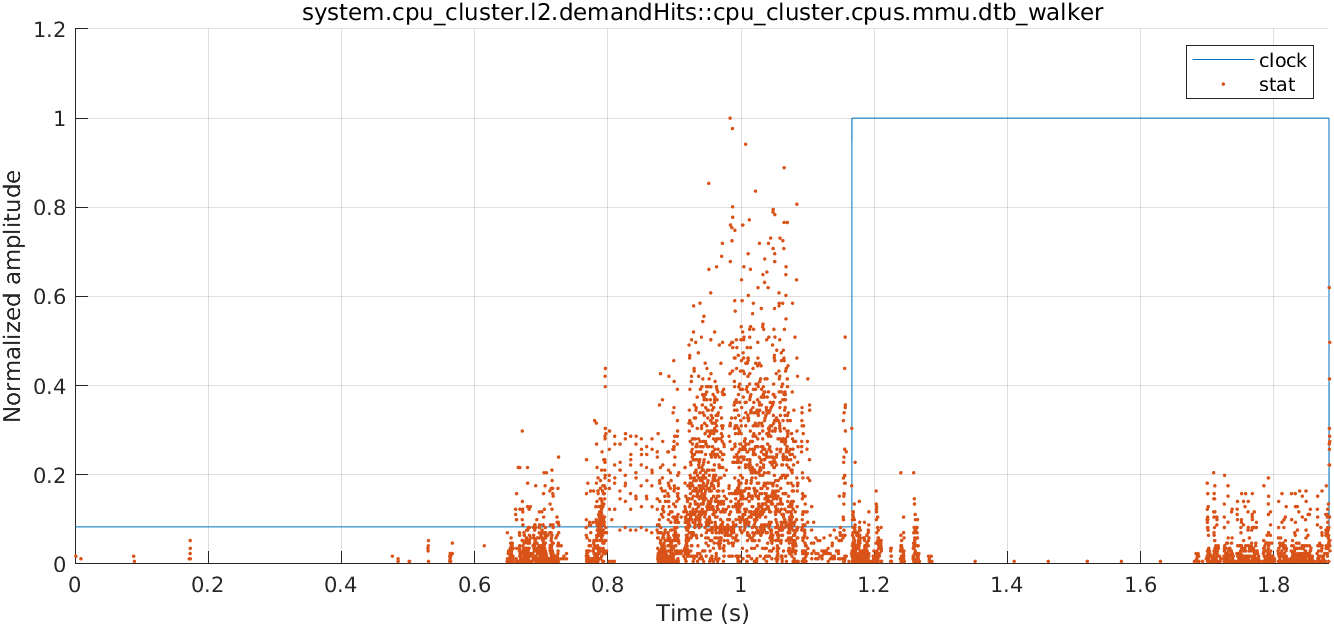 system.cpu_cluster.l2.demandHits::cpu_cluster.cpus.mmu.dtb_walker
1.2
1
0.8
0.6
0.4
0.2
0
Normalized amplitude
clock
stat
0 0.2 0.4 0.6 0.8 1 1.2 1.4 1.6 1.8
Time (s)